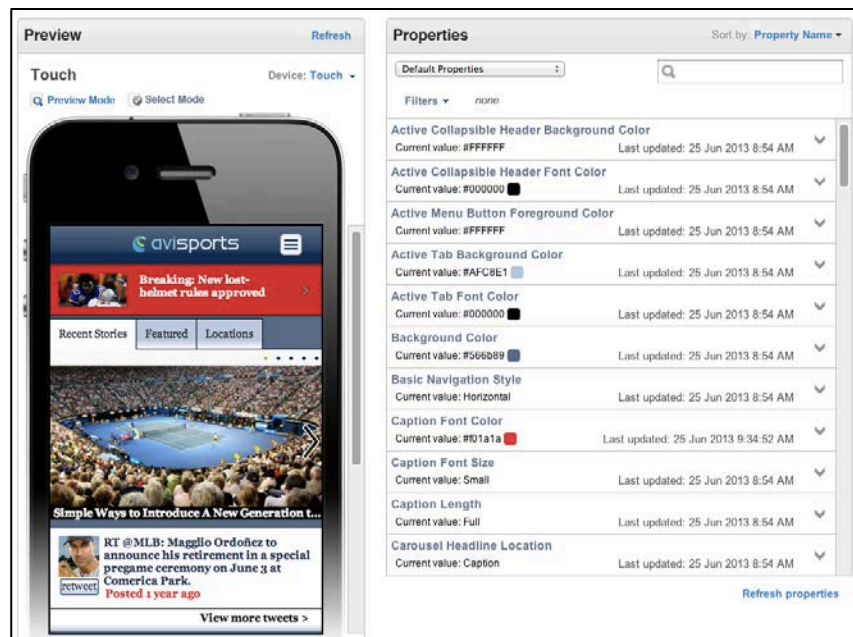 Preview
Refresh
Touch
Device: Touch
Preview Mode
Select Mode
avisports
Breaking: New lost-
helmet rules approved
Recent Stories
Featured
Locations
Simple Ways to Introduce A New Generation t...
RT @MLB: Magglio Ordoñez to
announce his retirement in a special
pregame ceremony on June 3 at
Comerica Park.
retweet
Posted 1 year ago
View more tweets >
Properties
Sort by: Property Name
Default Properties
Filters
none
Active Collapsible Header Background Color
Current value: #FFFFFF
Last updated: 25 Jun 2013 8:54 AM
Active Collapsible Header Font Color
Current value: #000000
Last updated: 25 Jun 2013 8:54 AM
Active Menu Button Foreground Color
Current value: #FFFFFF
Last updated: 25 Jun 2013 8:54 AM
Active Tab Background Color
Current value: #AFC8E1
Last updated: 25 Jun 2013 8:54 AM
Active Tab Font Color
Current value: #000000
Last updated: 25 Jun 2013 8:54 AM
Background Color
Current value: #566b89
Last updated: 25 Jun 2013 8:54 AM
Basic Navigation Style
Current value: Horizontal
Last updated: 25 Jun 2013 8:54 AM
Caption Font Color
Current value: #f01a1a
Last updated: 25 Jun 2013 9:34:52 AM
Caption Font Size
Current value: Small
Last updated: 25 Jun 2013 8:54 AM
Caption Length
Current value: Full
Last updated: 25 Jun 2013 8:54 AM
Carousel Headline Location
Current value: Caption
Last updated: 25 Jun 2013 8:54 AM
Refresh properties